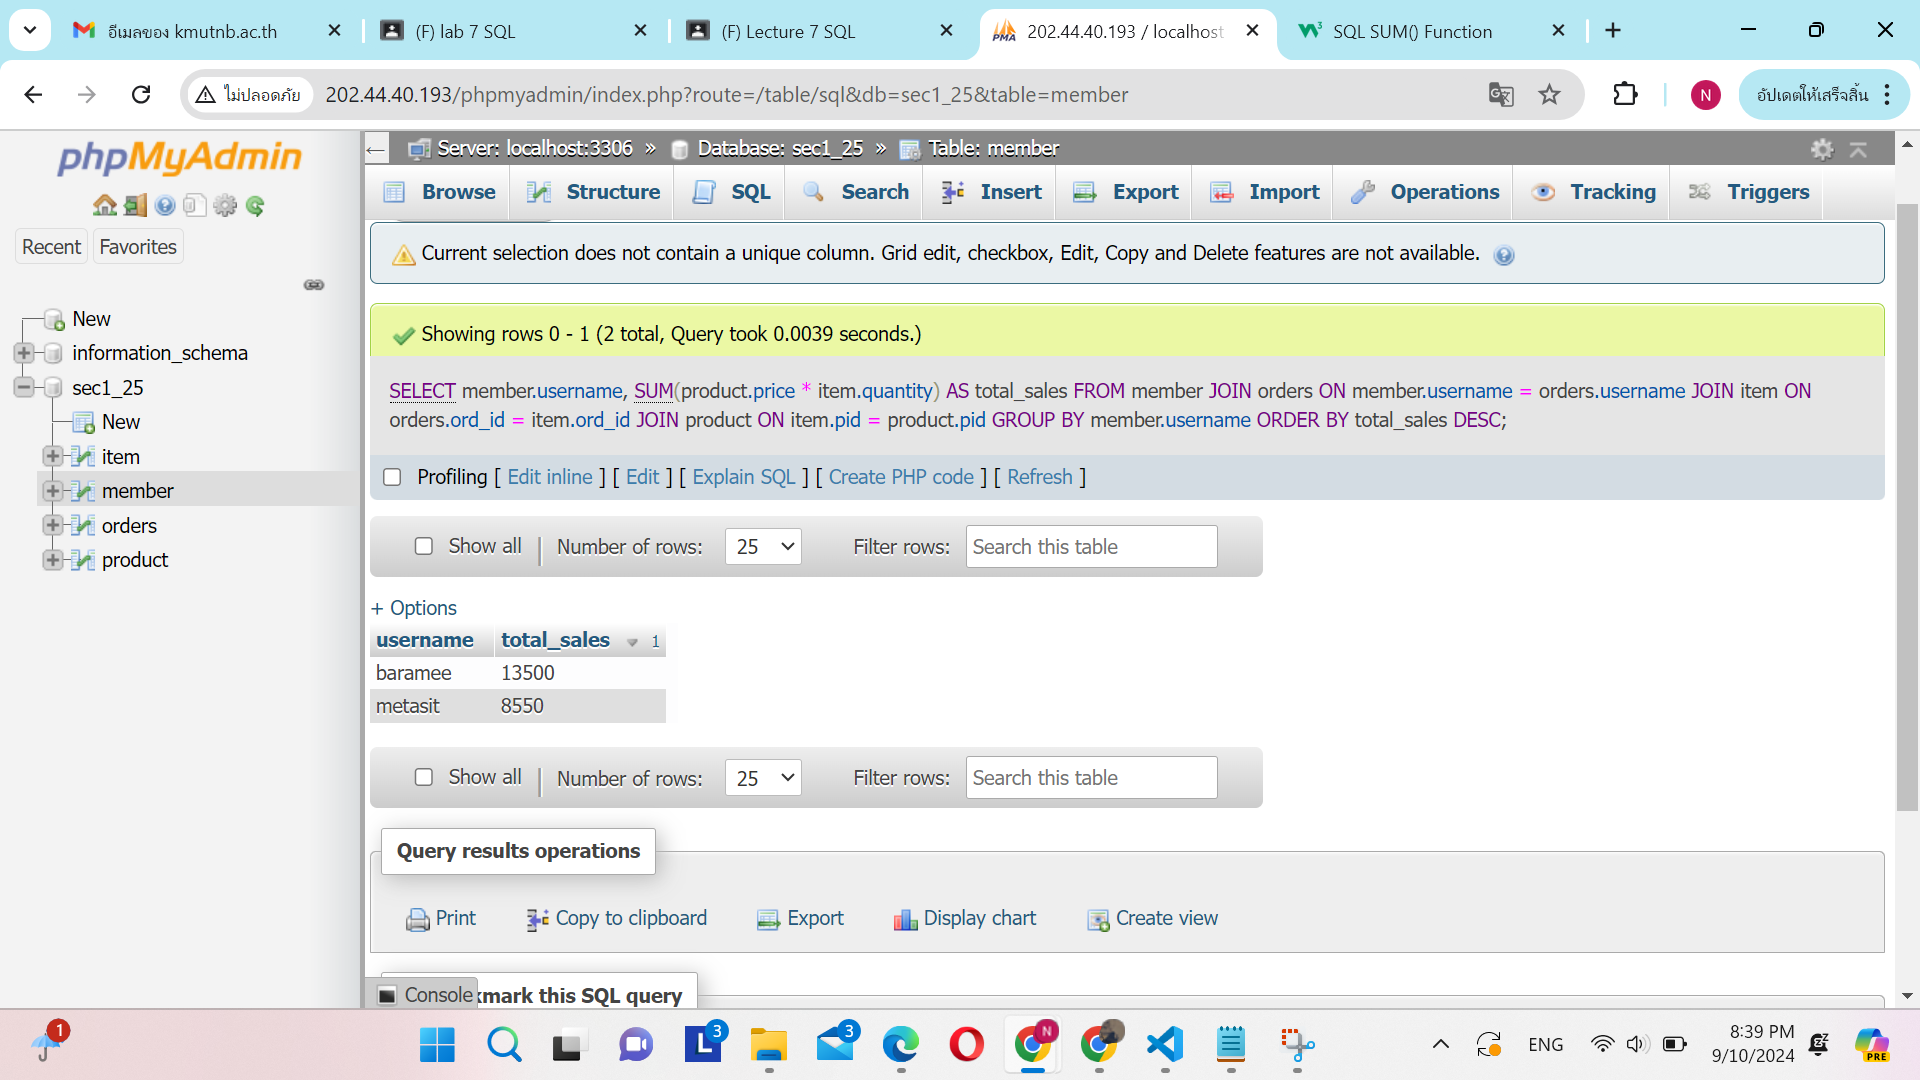 อีเมลของ kmutnb.ac.th
(F) lab 7 SQL
(F) Lecture 7 SQL
PMA
202.44.40.193 / localhost
SQL SUM() Function
ไม่ปลอดภัย
202.44.40.193/phpmyadmin/index.php?route=/table/sql&db=sec1_25&table=member
N
อัปเดตให้เสร็จสิ้น
phpMyAdmin
Recent
Favorites
New
information_schema
sec1_25
New
item
member
orders
product
Server: localhost:3306 » Database: sec1_25 » Table: member
Browse
Structure
SQL
Search
Insert
Export
Import
Operations
Tracking
Triggers
Current selection does not contain a unique column. Grid edit, checkbox, Edit, Copy and Delete features are not available.
Showing rows 0 - 1 (2 total, Query took 0.0039 seconds.)
SELECT member.username, SUM(product.price * item.quantity) AS total_sales FROM member JOIN orders ON member.username = orders.username JOIN item ON
orders.ord_id = item.ord_id JOIN product ON item.pid = product.pid GROUP BY member.username ORDER BY total_sales DESC;
Profiling [ Edit inline ] [ Edit ] [ Explain SQL ] [ Create PHP code ] [ Refresh ]
Show all | Number of rows: 25 Filter rows: Search this table
+ Options
username total_sales 1
baramee 13500
metasit 8550
Show all | Number of rows: 25 Filter rows: Search this table
Query results operations
Print
Copy to clipboard
Export
Display chart
Create view
Console
kmark this SQL query
1
L
3
3
N
ENG
8:39 PM
9/10/2024
PRE